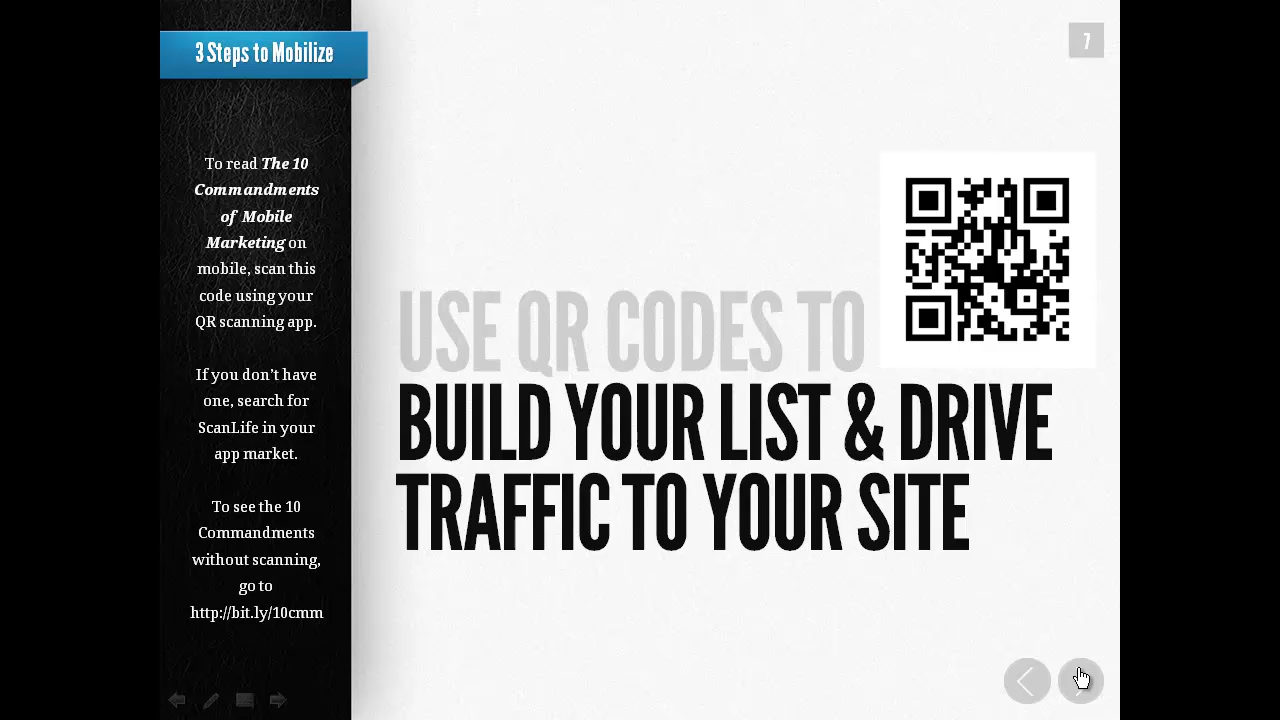 3 Steps to Mobilize
7
To read The 10
Commandments
of Mobile
Marketing on
mobile, scan this
code using your
QR scanning app.
If you don’t have
one, search for
ScanLife in your
app market.
To see the 10
Commandments
without scanning,
go to
http://bit.ly/10cmm
USE QR CODES TO
BUILD YOUR LIST & DRIVE
TRAFFIC TO YOUR SITE